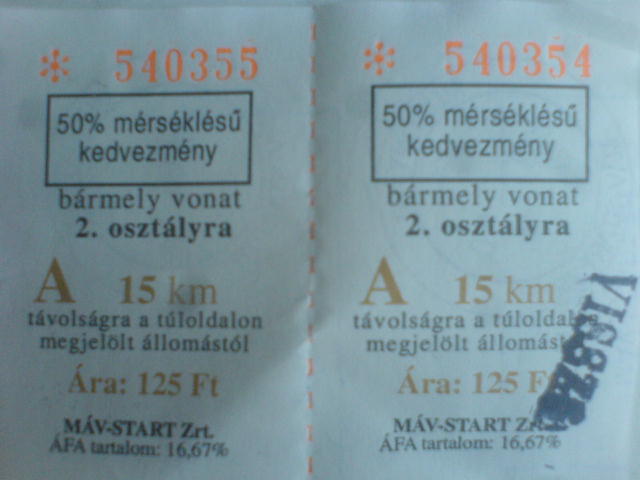 * 540355
50% mérséklésű
kedvezmény
bármely vonat
2. osztályra
A 15 km
távolságra a túloldalon
megjelölt állomástól
Ára: 125 Ft
MÁV-START Zrt.
ÁFA tartalom: 16,67%
* 540354
50% mérséklésű
kedvezmény
bármely vonat
2. osztályra
A 15 km
távolságra a
megjelölt
Ára: 125
MÁV-START
ÁFA tartalom: 16,67%